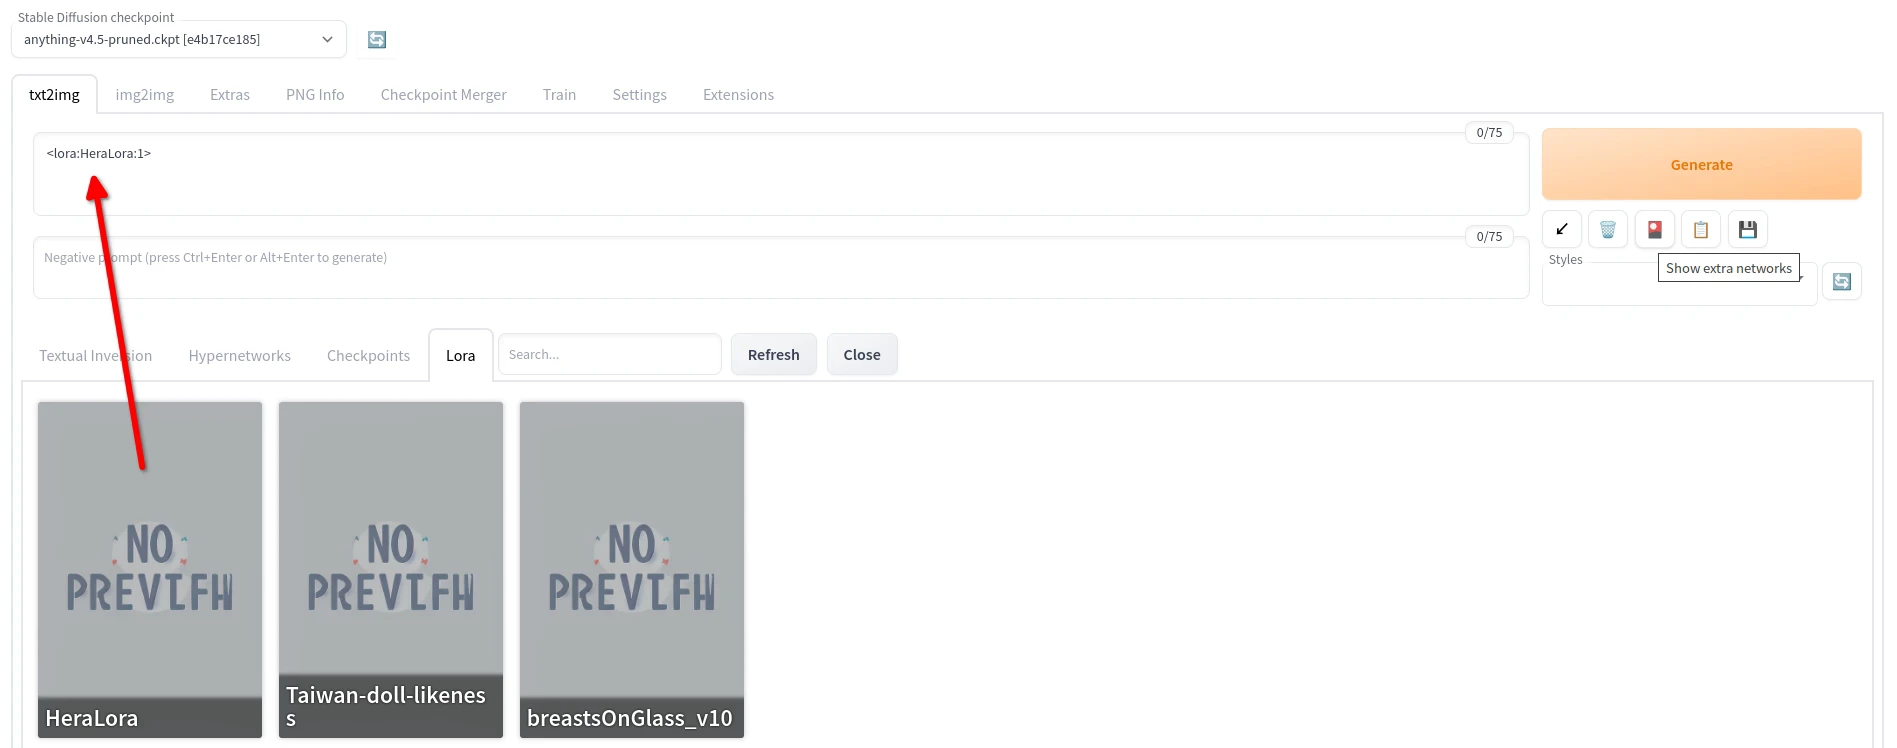 Stable Diffusion checkpoint
anything-v4.5-pruned.ckpt [e4b17ce185]
txt2img
img2img
Extras
PNG Info
Checkpoint Merger
Train
Settings
Extensions
0/75
<lora:HeraLora:1>
Generate
0/75
Negative prompt (press Ctrl+Enter or Alt+Enter to generate)
Styles
Show extra networks
Textual Inversion
Hypernetworks
Checkpoints
Lora
Search...
Refresh
Close
NO
PREVIEW
HeraLora
NO
PREVIEW
Taiwan-doll-likenes
s
NO
PREVIEW
breastsOnGlass_v10